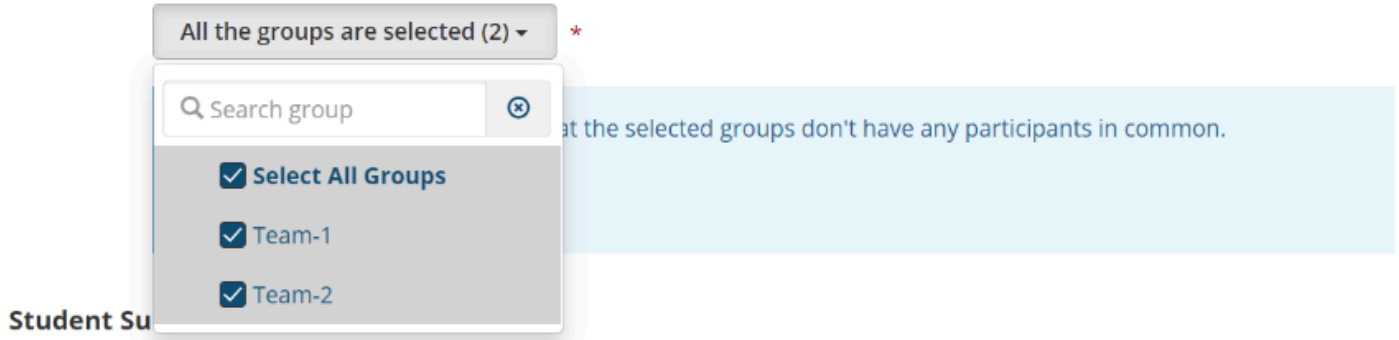 All the groups are selected (2) *
Search group
at the selected groups don't have any participants in common.
Select All Groups
Team-1
Team-2
Student Su